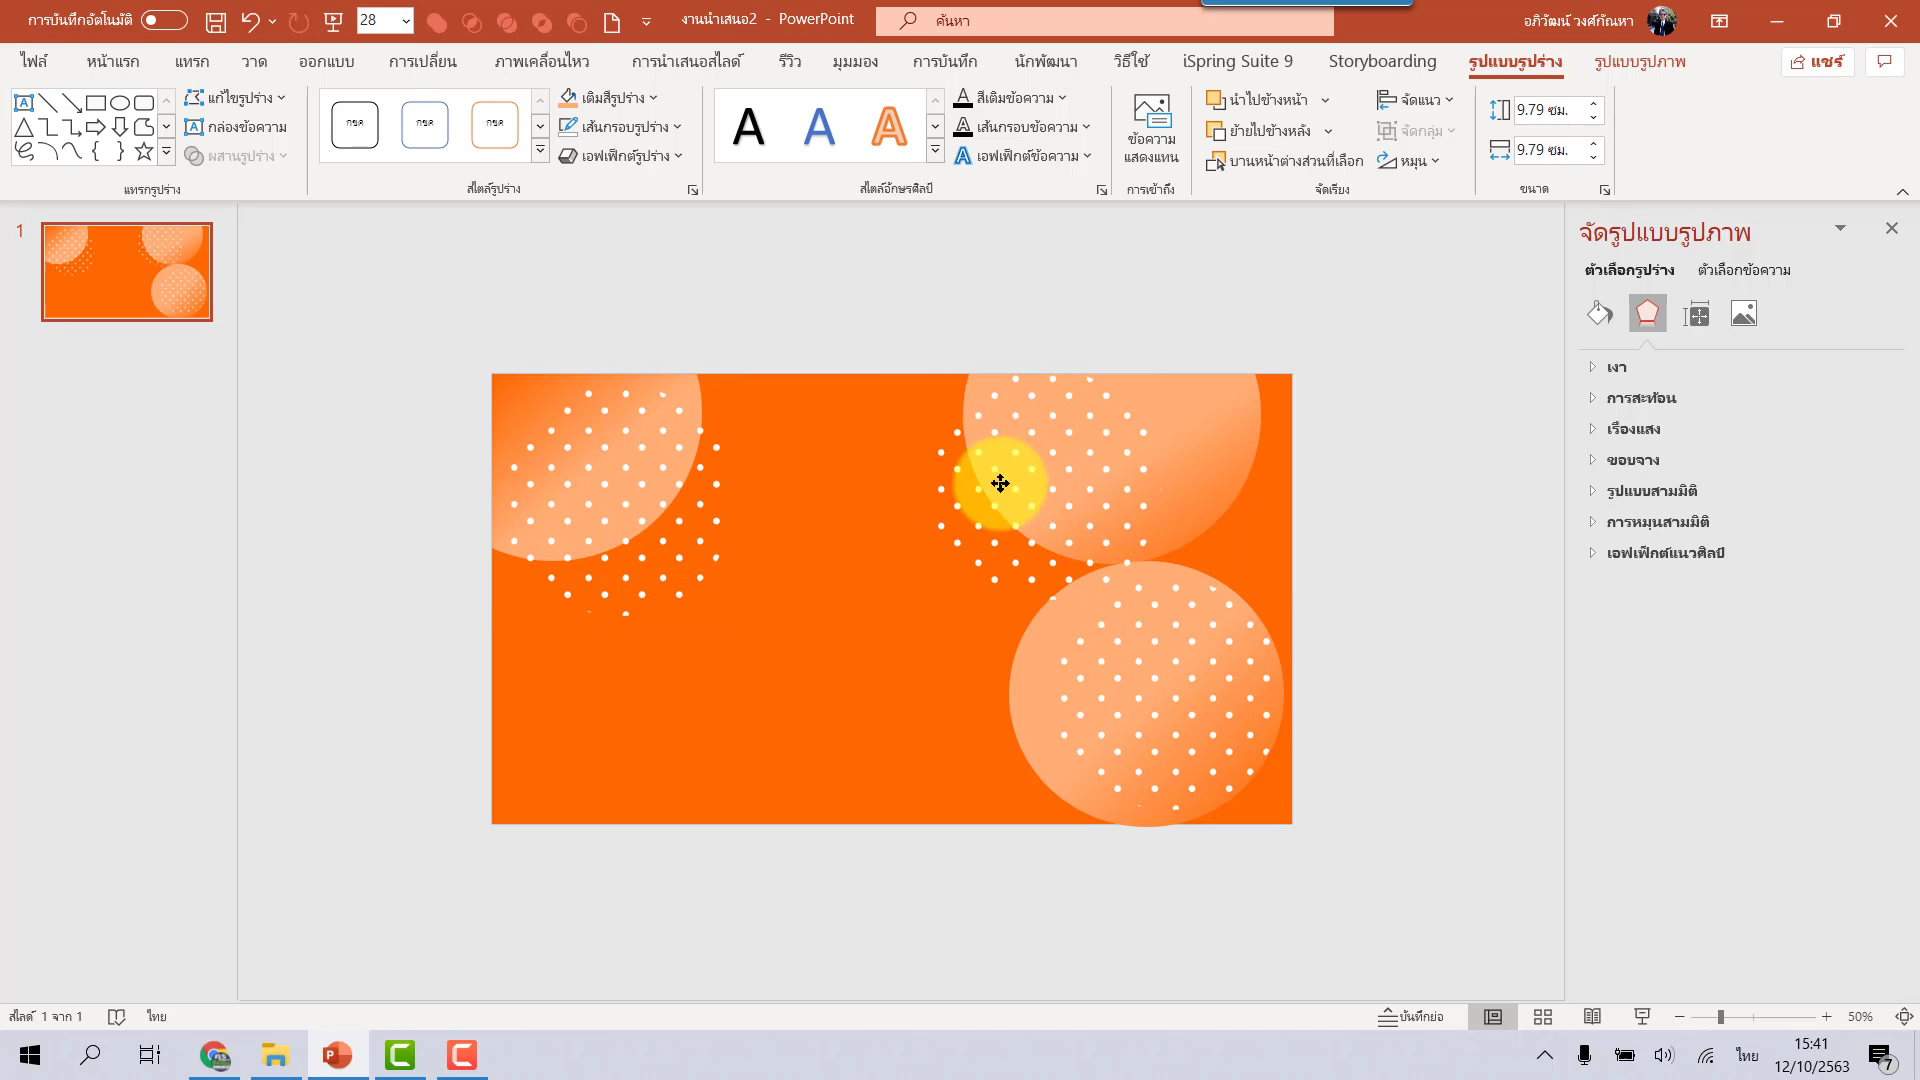 การบันทึกอัตโนมัติ
28
งานนำเสนอ2 - PowerPoint
ค้นหา
อภิวัฒน์ วงศ์กัณหา
ไฟล์ หน้าแรก แทรก วาด ออกแบบ การเปลี่ยน ภาพเคลื่อนไหว การนำเสนอสไลด์ รีวิว มุมมอง การบันทึก นักพัฒนา วิธีใช้ iSpring Suite 9 Storyboarding รูปแบบรูปร่าง รูปแบบรูปภาพ แชร์
แก้ไขรูปร่าง
กล่องข้อความ
ผสานรูปร่าง
แทรกรูปร่าง
กขค กขค กขค
เติมสีรูปร่าง
เส้นกรอบรูปร่าง
เอฟเฟ็กต์รูปร่าง
สไตล์รูปร่าง
A A A
สีเติมข้อความ
เส้นกรอบข้อความ
เอฟเฟ็กต์ข้อความ
สไตล์อักษรศิลป์
ข้อความ
แสดงแทน
การเข้าถึง
นำไปข้างหน้า
ย้ายไปข้างหลัง
บานหน้าต่างส่วนที่เลือก
จัดแนว
จัดกลุ่ม
หมุน
จัดเรียง
9.79 ซม.
9.79 ซม.
ขนาด
1
จัดรูปแบบรูปภาพ
ตัวเลือกรูปร่าง ตัวเลือกข้อความ
เงา
การสะท้อน
เรืองแสง
ขอบจาง
รูปแบบสามมิติ
การหมุนสามมิติ
เอฟเฟ็กต์แนวศิลป์
สไลด์ 1 จาก 1
ไทย
บันทึกย่อ
50%
ไทย
15:41
12/10/2563
7